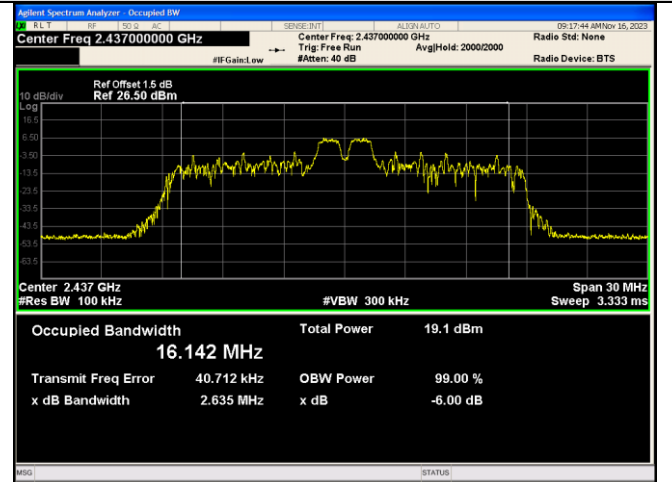 Agilent Spectrum Analyzer - Occupied BW
RLT RF 50 Ω AC SENSE:INT ALIGN AUTO 09:17:44 AM Nov 16, 2023
Center Freq 2.437000000 GHz Center Freq: 2.437000000 GHz Radio Std: None
Trig: Free Run Avg|Hold: 2000/2000
#IFGain:Low #Atten: 40 dB Radio Device: BTS
Ref Offset 1.5 dB
10 dB/div Ref 26.50 dBm
Log
16.5
6.50
-3.50
-13.5
-23.5
-33.5
-43.5
-53.5
-63.5
Center 2.437 GHz Span 30 MHz
#Res BW 100 kHz #VBW 300 kHz Sweep 3.333 ms
Occupied Bandwidth Total Power 19.1 dBm
16.142 MHz
Transmit Freq Error 40.712 kHz OBW Power 99.00 %
x dB Bandwidth 2.635 MHz x dB -6.00 dB
MSG STATUS